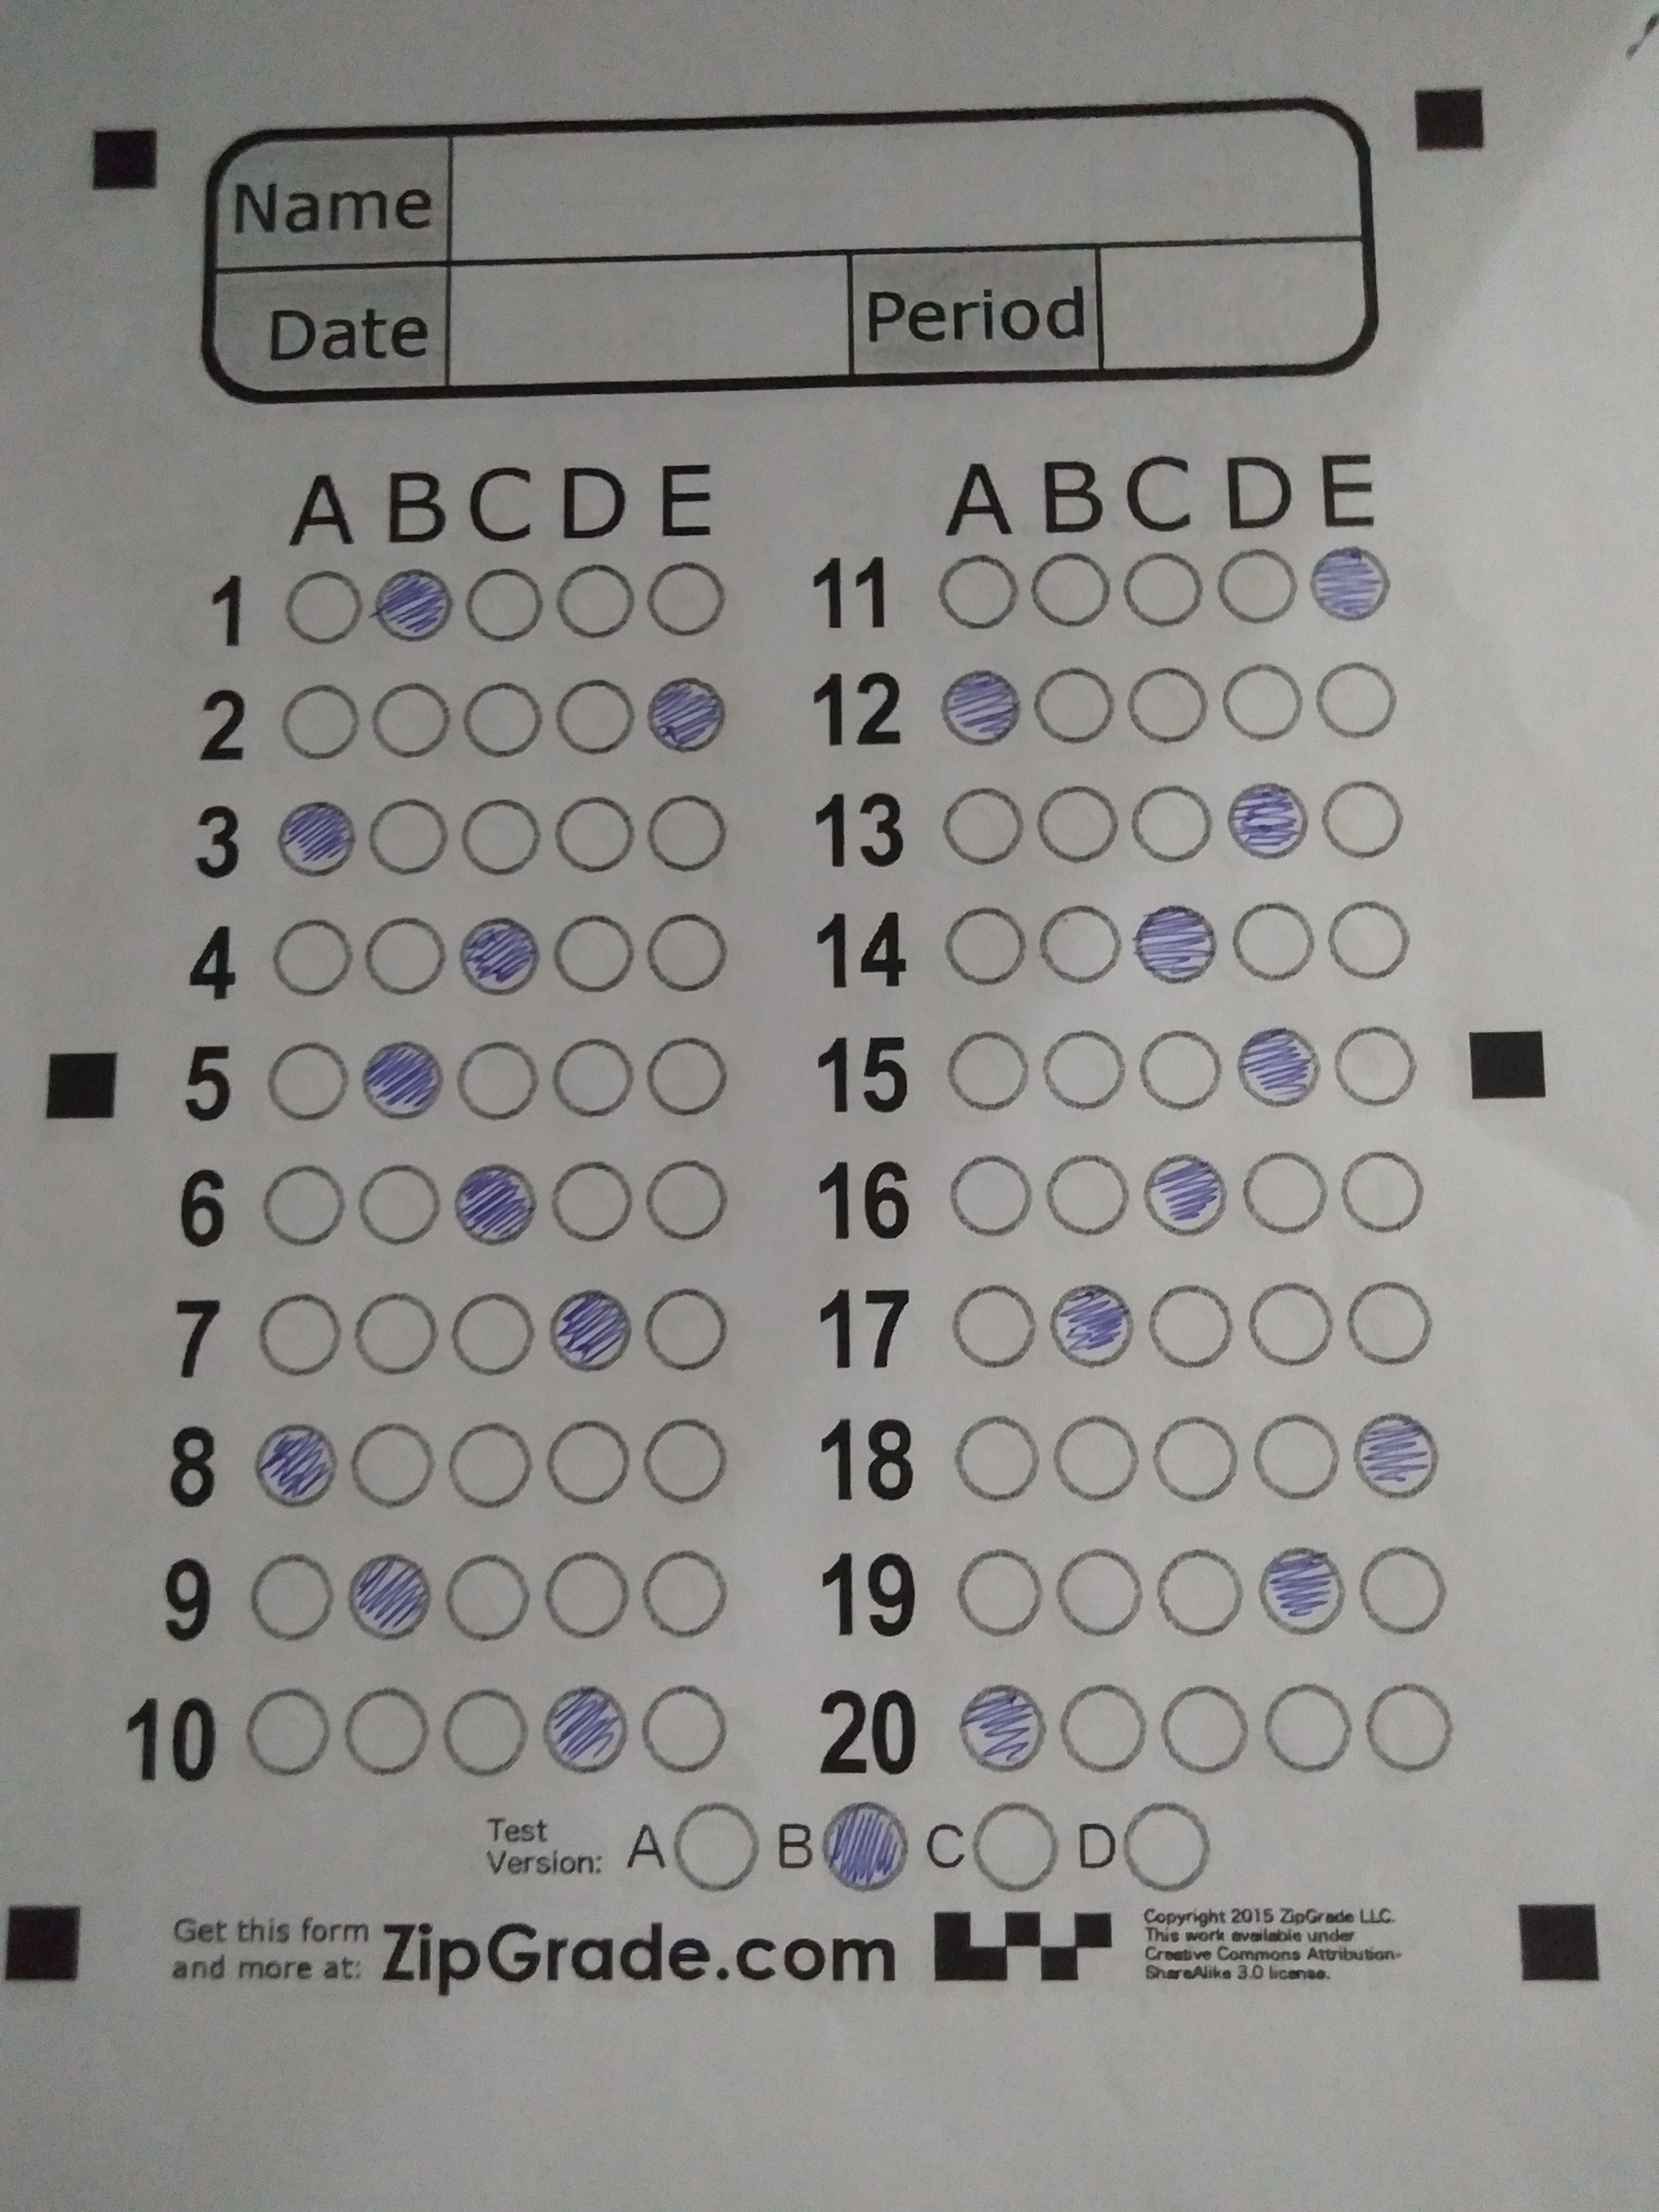 Name
Date Period
A B C D E A B C D E
1 11
2 12
3 13
4 14
5 15
6 16
7 17
8 18
9 19
10 20
Test Version: A B C D
Get this form and more at: ZipGrade.com
Copyright 2015 ZipGrade LLC.
This work available under
Creative Commons Attribution-
ShareAlike 3.0 license.